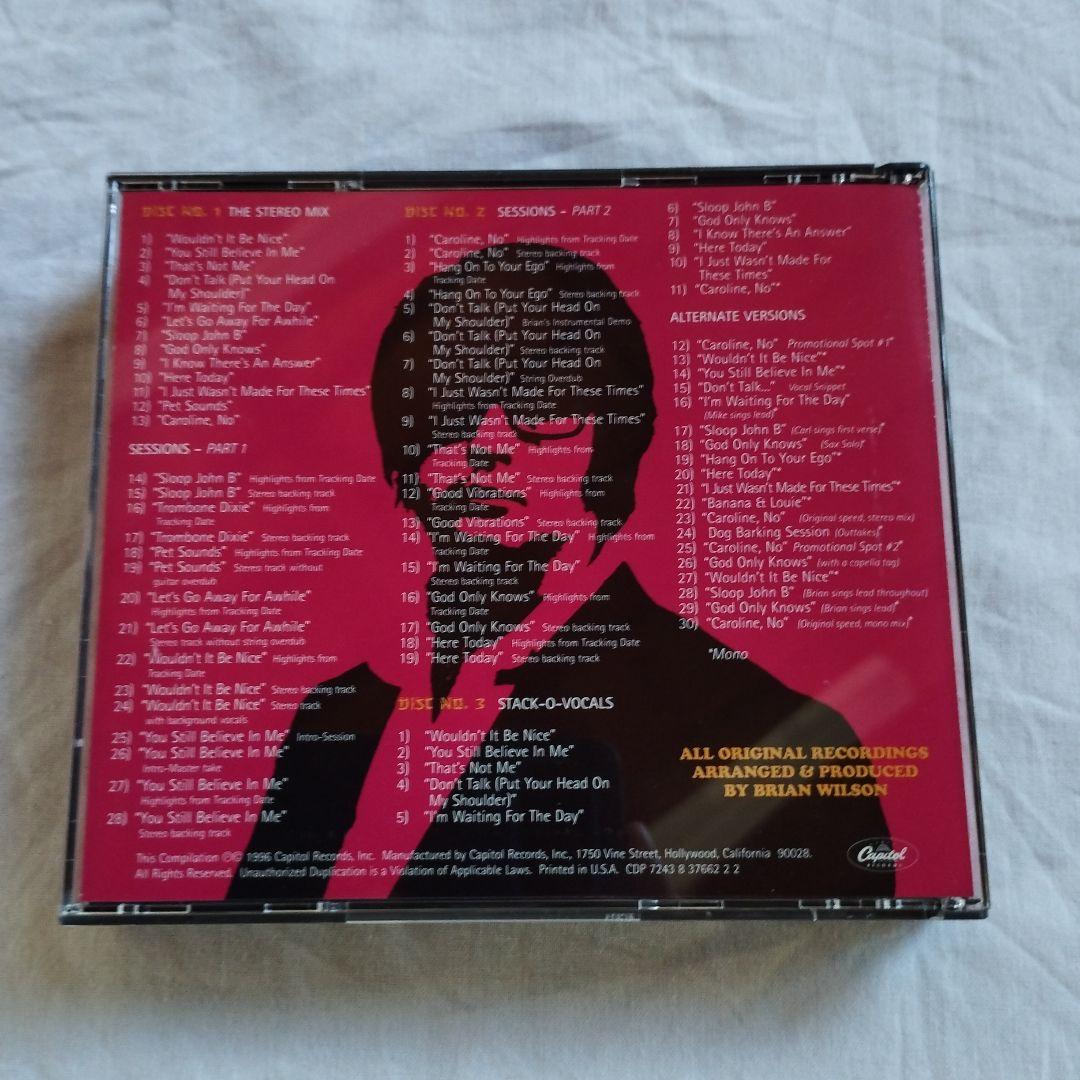 DISC NO. 1 THE STEREO MIX
1) "Wouldn't It Be Nice"
2) "You Still Believe In Me"
3) "That's Not Me"
4) "Don't Talk (Put Your Head On
My Shoulder)"
5) "I'm Waiting For The Day"
6) "Let's Go Away For Awhile"
7) "Sloop John B"
8) "God Only Knows"
9) "I Know There's An Answer"
10) "Here Today"
11) "I Just Wasn't Made For These Times"
12) "Pet Sounds"
13) "Caroline, No"
SESSIONS – PART 1
14) "Sloop John B" Highlights from Tracking Date
15) "Sloop John B" Stereo backing track
16) "Trombone Dixie" Highlights from
Tracking Date
17) "Trombone Dixie" Stereo backing track
18) "Pet Sounds" Highlights from Tracking Date
19) "Pet Sounds" Stereo track without
guitar overdub
20) "Let's Go Away For Awhile"
Highlights from Tracking Date
21) "Let's Go Away For Awhile"
Stereo track without string overdub
22) "Wouldn't It Be Nice" Highlights from
Tracking Date
23) "Wouldn't It Be Nice" Stereo backing track
24) "Wouldn't It Be Nice" Stereo track
with background vocals
25) "You Still Believe In Me" Intro-Session
26) "You Still Believe In Me"
Intro-Master take
27) "You Still Believe In Me"
Highlights from Tracking Date
28) "You Still Believe In Me"
Stereo backing track
DISC NO. 2 SESSIONS – PART 2
1) "Caroline, No" Highlights from Tracking Date
2) "Caroline, No" Stereo backing track
3) "Hang On To Your Ego" Highlights from
Tracking Date
4) "Hang On To Your Ego" Stereo backing track
5) "Don't Talk (Put Your Head On
My Shoulder)" Brian's Instrumental Demo
6) "Don't Talk (Put Your Head On
My Shoulder)" Stereo backing track
7) "Don't Talk (Put Your Head On
My Shoulder)" String Overdub
8) "I Just Wasn't Made For These Times"
Highlights from Tracking Date
9) "I Just Wasn't Made For These Times"
Stereo backing track
10) "That's Not Me" Highlights from
Tracking Date
11) "That's Not Me" Stereo backing track
12) "Good Vibrations" Highlights from
Tracking Date
13) "Good Vibrations" Stereo backing track
14) "I'm Waiting For The Day" Highlights from
Tracking Date
15) "I'm Waiting For The Day"
Stereo backing track
16) "God Only Knows" Highlights from
Tracking Date
17) "God Only Knows" Stereo backing track
18) "Here Today" Highlights from Tracking Date
19) "Here Today" Stereo backing track
DISC NO. 3 STACK-O-VOCALS
1) "Wouldn't It Be Nice"
2) "You Still Believe In Me"
3) "That's Not Me"
4) "Don't Talk (Put Your Head On
My Shoulder)"
5) "I'm Waiting For The Day"
6) "Sloop John B"
7) "God Only Knows"
8) "I Know There's An Answer"
9) "Here Today"
10) "I Just Wasn't Made For
These Times"
11) "Caroline, No"*
ALTERNATE VERSIONS
12) "Caroline, No" Promotional Spot #1*
13) "Wouldn't It Be Nice"*
14) "You Still Believe In Me"*
15) "Don't Talk..." Vocal Snippet
16) "I'm Waiting For The Day"
(Mike sings lead)*
17) "Sloop John B" (Carl sings first verse)*
18) "God Only Knows" (Sax Solo)*
19) "Hang On To Your Ego"*
20) "Here Today"*
21) "I Just Wasn't Made For These Times"*
22) "Banana & Louie"*
23) "Caroline, No" (Original speed, stereo mix)
24) Dog Barking Session (Outtakes)*
25) "Caroline, No" Promotional Spot #2*
26) "God Only Knows" (with a capella tag)
27) "Wouldn't It Be Nice"*
28) "Sloop John B" (Brian sings lead throughout)
29) "God Only Knows" (Brian sings lead)*
30) "Caroline, No" (Original speed, mono mix)*
*Mono
ALL ORIGINAL RECORDINGS
ARRANGED & PRODUCED
BY BRIAN WILSON
This Compilation ℗© 1996 Capitol Records, Inc. Manufactured by Capitol Records, Inc., 1750 Vine Street, Hollywood, California 90028.
All Rights Reserved. Unauthorized Duplication is a Violation of Applicable Laws. Printed in U.S.A. CDP 7243 8 37662 2 2
Capitol
RECORDS